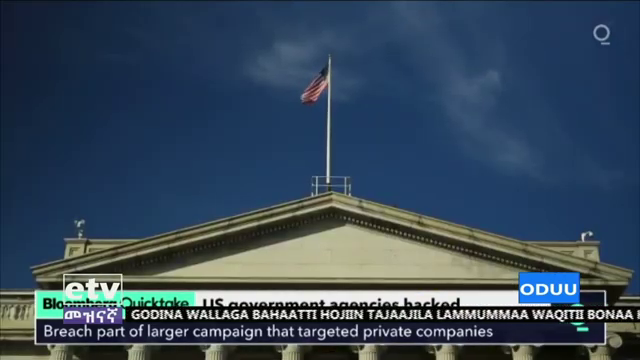 etv
Bloomberg Quicktake
US government agencies hacked
ODUU
መዝናኛ
GODINA WALLAGA BAHAATTI HOJIIN TAJAAJILA LAMMUMMAA WAQITII BONAA
Breach part of larger campaign that targeted private companies